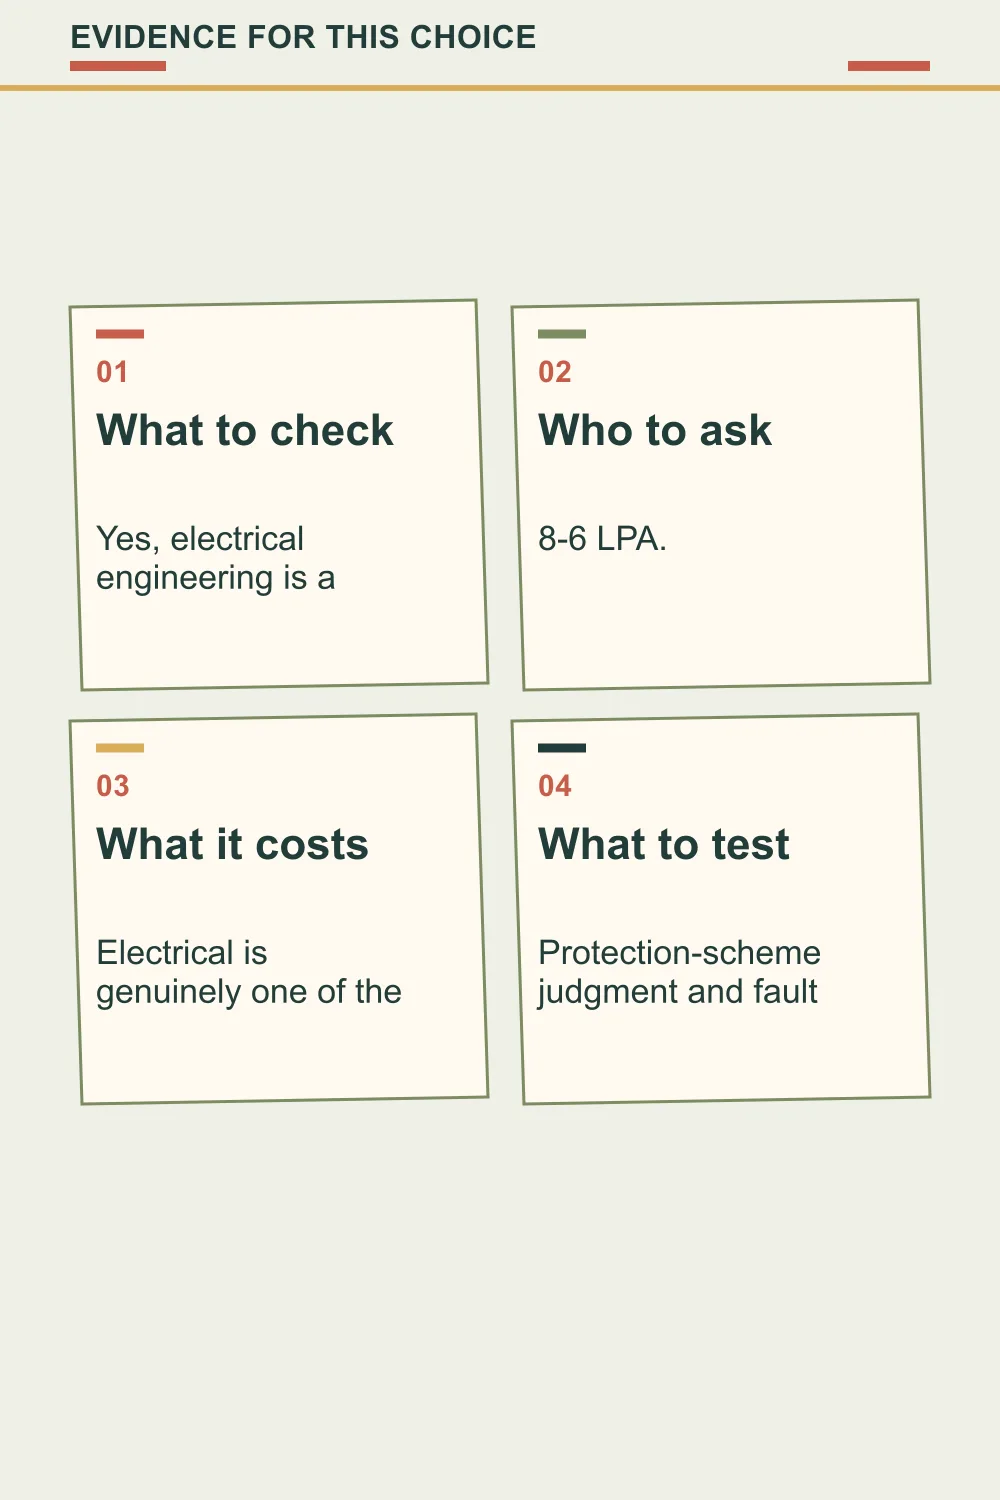 EVIDENCE FOR THIS CHOICE
01
What to check
Yes, electrical
engineering is a
02
Who to ask
8-6 LPA.
03
What it costs
Electrical is
genuinely one of the
04
What to test
Protection-scheme
judgment and fault